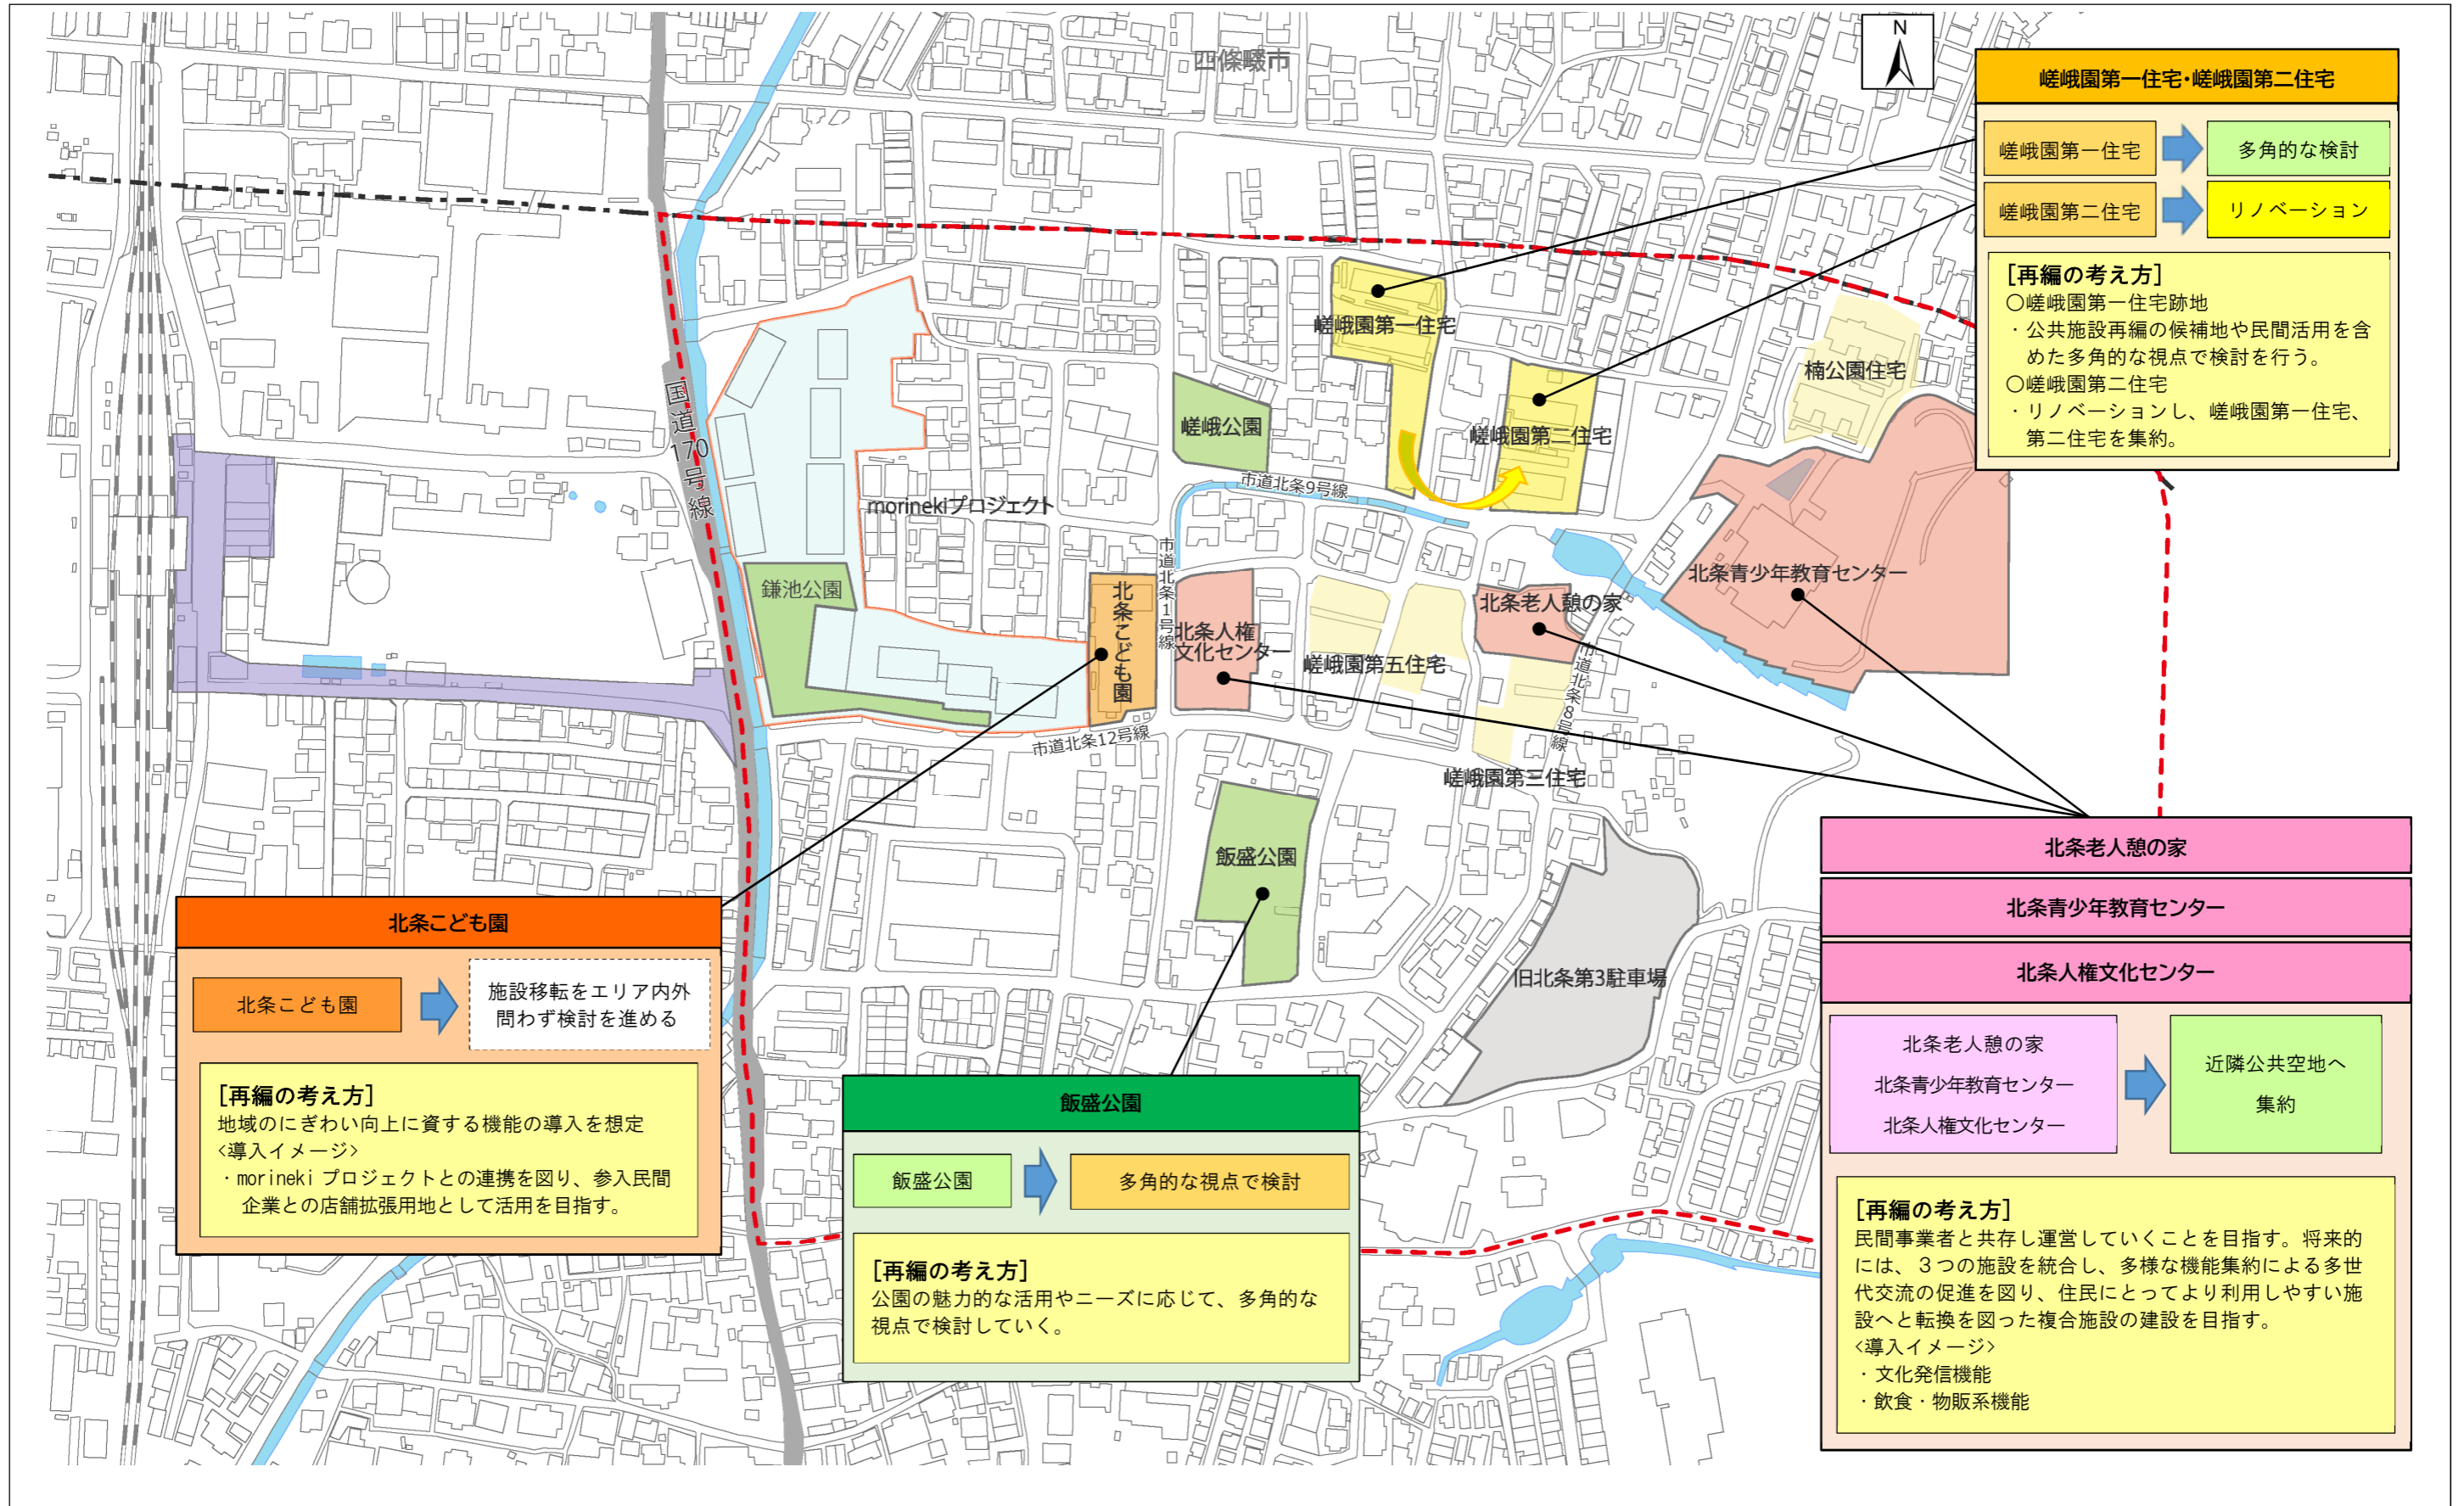 四條畷市
N
嵯峨園第一住宅・嵯峨園第二住宅
嵯峨園第一住宅
多角的な検討
嵯峨園第二住宅
リノベーション
[再編の考え方]
〇嵯峨園第一住宅跡地
・公共施設再編の候補地や民間活用を含
めた多角的な視点で検討を行う。
〇嵯峨園第二住宅
・リノベーションし、嵯峨園第一住宅、
第二住宅を集約。
嵯峨園第一住宅
楠公園住宅
国道170号線
嵯峨公園
嵯峨園第二住宅
市道北条9号線
morinekiプロジェクト
市道北条1号線
北条青少年教育センター
鎌池公園
北条こども園
北条人権
文化センター
北条老人憩の家
嵯峨園第五住宅
市道北条8号線
市道北条12号線
嵯峨園第三住宅
飯盛公園
旧北条第3駐車場
北条こども園
北条こども園
施設移転をエリア内外
問わず検討を進める
[再編の考え方]
地域のにぎわい向上に資する機能の導入を想定
<導入イメージ>
・morineki プロジェクトとの連携を図り、参入民間
企業との店舗拡張用地として活用を目指す。
飯盛公園
飯盛公園
多角的な視点で検討
[再編の考え方]
公園の魅力的な活用やニーズに応じて、多角的な
視点で検討していく。
北条老人憩の家
北条青少年教育センター
北条人権文化センター
北条老人憩の家
北条青少年教育センター
北条人権文化センター
近隣公共空地へ
集約
[再編の考え方]
民間事業者と共存し運営していくことを目指す。将来的
には、３つの施設を統合し、多様な機能集約による多世
代交流の促進を図り、住民にとってより利用しやすい施
設へと転換を図った複合施設の建設を目指す。
<導入イメージ>
・文化発信機能
・飲食・物販系機能